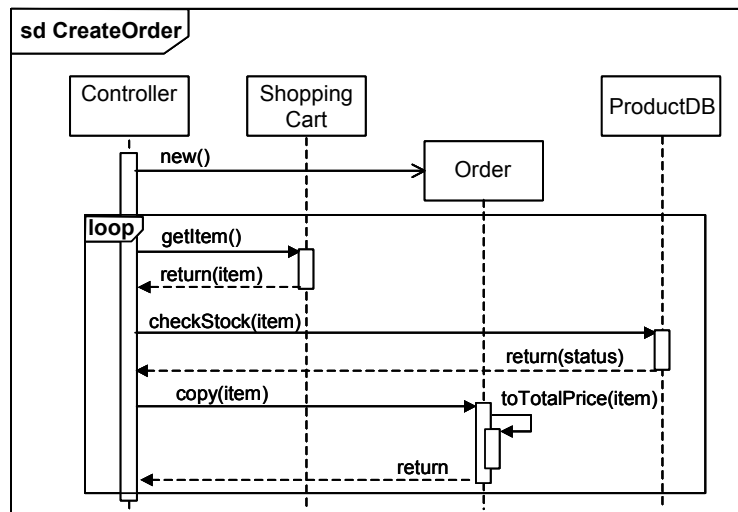 sd CreateOrder
Controller
Shopping
Cart
ProductDB
new()
Order
loop
getItem()
return(item)
checkStock(item)
return(status)
copy(item)
toTotalPrice(item)
return